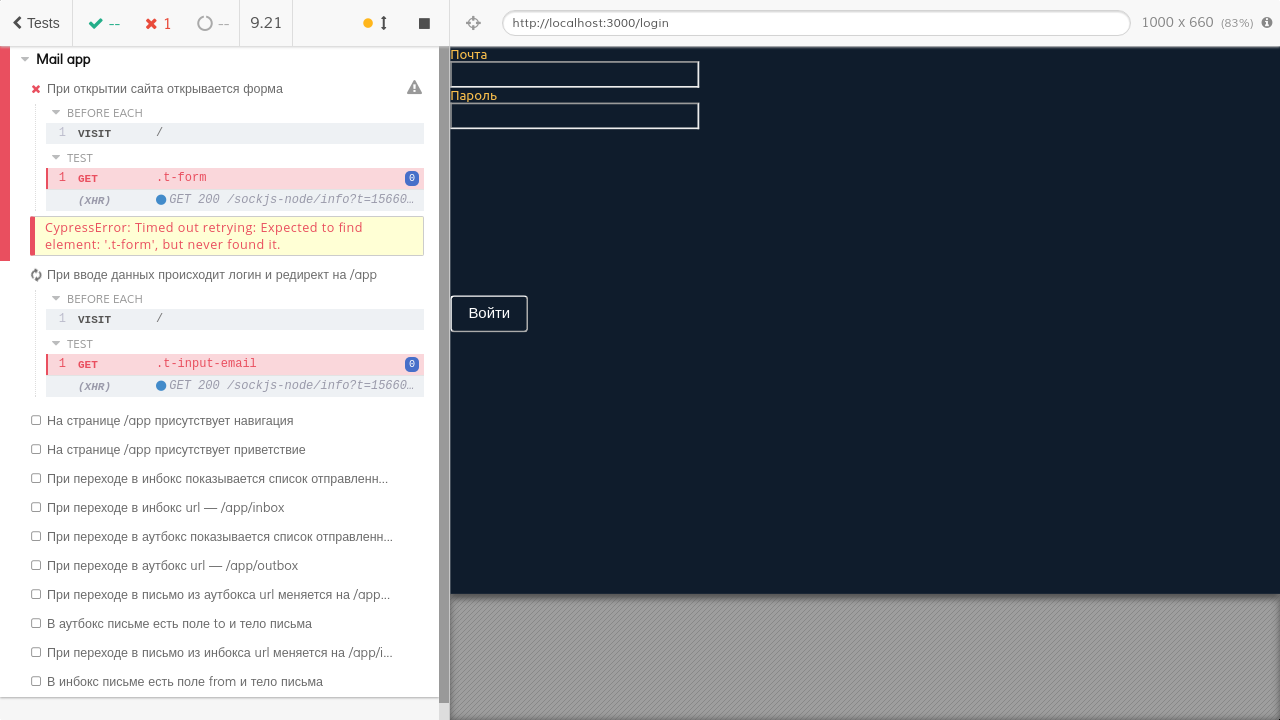 Tests
--
1
--
9.21
http://localhost:3000/login
1000 x 660 (83%)
Mail app
При открытии сайта открывается форма
BEFORE EACH
1 VISIT /
TEST
1 GET .t-form 0
(XHR) GET 200 /sockjs-node/info?t=15660…
CypressError: Timed out retrying: Expected to find
element: '.t-form', but never found it.
При вводе данных происходит логин и редирект на /app
BEFORE EACH
1 VISIT /
TEST
1 GET .t-input-email 0
(XHR) GET 200 /sockjs-node/info?t=15660…
На странице /app присутствует навигация
На странице /app присутствует приветствие
При переходе в инбокс показывается список отправленн...
При переходе в инбокс url — /app/inbox
При переходе в аутбокс показывается список отправленн...
При переходе в аутбокс url — /app/outbox
При переходе в письмо из аутбокса url меняется на /app...
В аутбокс письме есть поле to и тело письма
При переходе в письмо из инбокса url меняется на /app/i...
В инбокс письме есть поле from и тело письма
Почта
Пароль
Войти